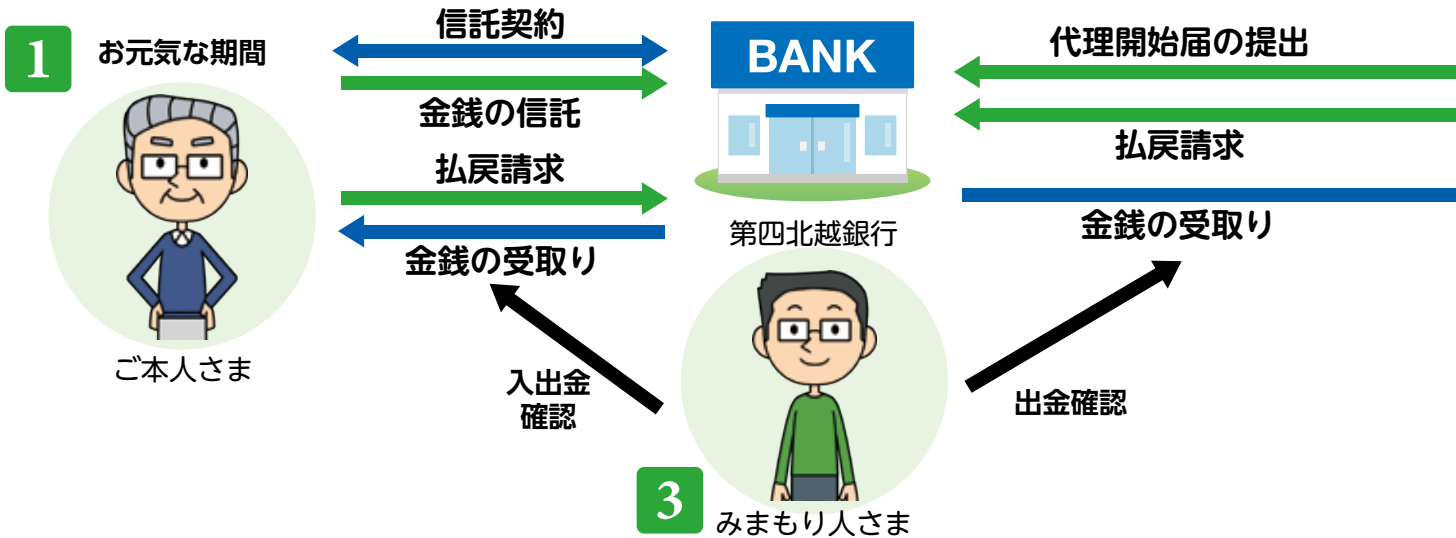 1
お元気な期間
ご本人さま
信託契約
金銭の信託
払戻請求
金銭の受取り
BANK
第四北越銀行
代理開始届の提出
払戻請求
金銭の受取り
入出金
確認
出金確認
3
みまもり人さま